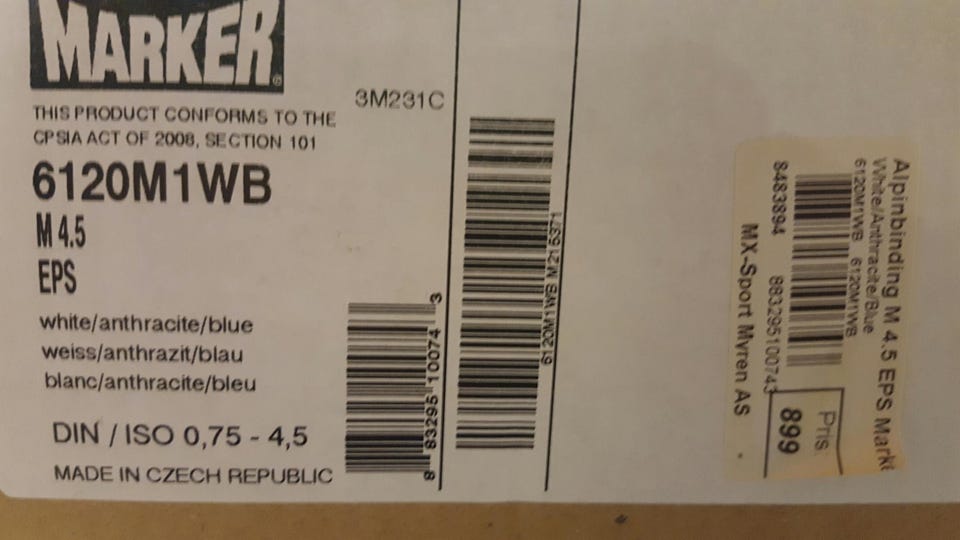 MARKER
THIS PRODUCT CONFORMS TO THE
CPSIA ACT OF 2008, SECTION 101
6120M1WB
M 4.5
EPS
white/anthracite/blue
weiss/anthrazit/blau
blanc/anthracite/bleu
DIN / ISO 0,75 - 4,5
MADE IN CZECH REPUBLIC
3M231C
8 83295 10074 3
6120M1WB M215371
Alpinbinding M 4.5 EPS Markt
White/Anthracite/Blue
6120M1WB 6120M1WB
8483894 883295100743
MX-Sport Myren AS
Pris
899